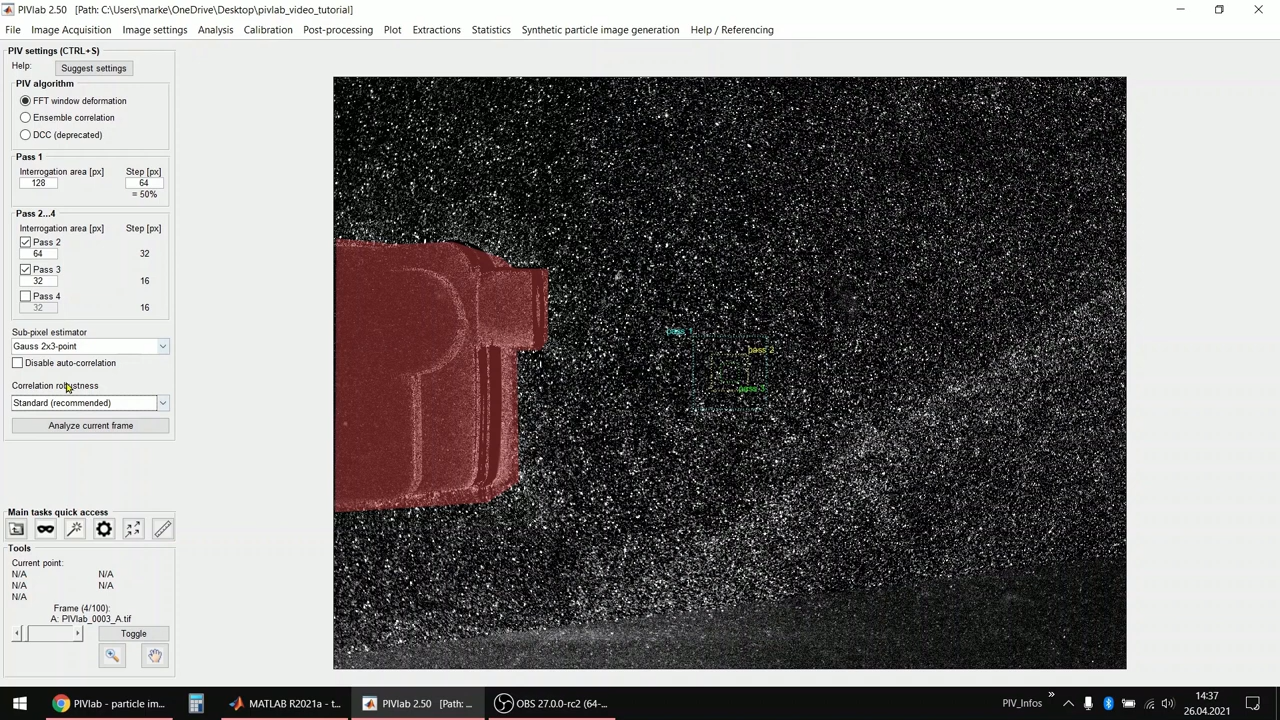 PIVlab 2.50   [Path: C:\Users\marke\OneDrive\Desktop\pivlab_video_tutorial]
File Image Acquisition Image settings Analysis Calibration Post-processing Plot Extractions Statistics Synthetic particle image generation Help / Referencing
PIV settings (CTRL+S)
Help: Suggest settings
PIV algorithm
FFT window deformation
Ensemble correlation
DCC (deprecated)
Pass 1
Interrogation area [px] Step [px]
128 64
= 50%
Pass 2...4
Interrogation area [px] Step [px]
Pass 2
64 32
Pass 3
32 16
Pass 4
32 16
Sub-pixel estimator
Gauss 2x3-point
Disable auto-correlation
Correlation robustness
Standard (recommended)
Analyze current frame
pass 1
pass 2
pass 3
Main tasks quick access
Tools
Current point:
N/A N/A
N/A N/A
N/A
Frame (4/100):
A: PIVlab_0003_A.tif
Toggle
PIVlab - particle im...
MATLAB R2021a - t...
PIVlab 2.50 [Path: ...
OBS 27.0.0-rc2 (64-...
PIV_Infos
»
14:37
26.04.2021